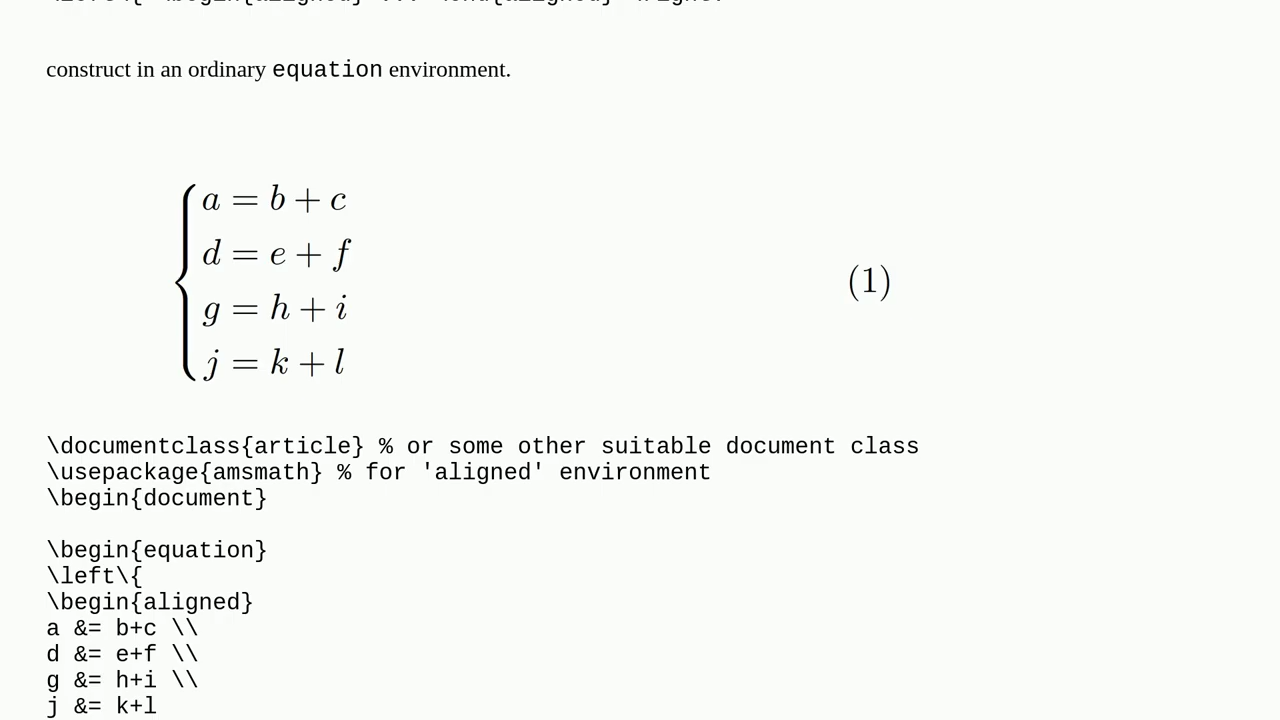 construct in an ordinary equation environment.
a = b + c
d = e + f
g = h + i
j = k + l
(1)
\documentclass{article} % or some other suitable document class
\usepackage{amsmath} % for 'aligned' environment
\begin{document}
\begin{equation}
\left\{
\begin{aligned}
a &= b+c \\
d &= e+f \\
g &= h+i \\
j &= k+l